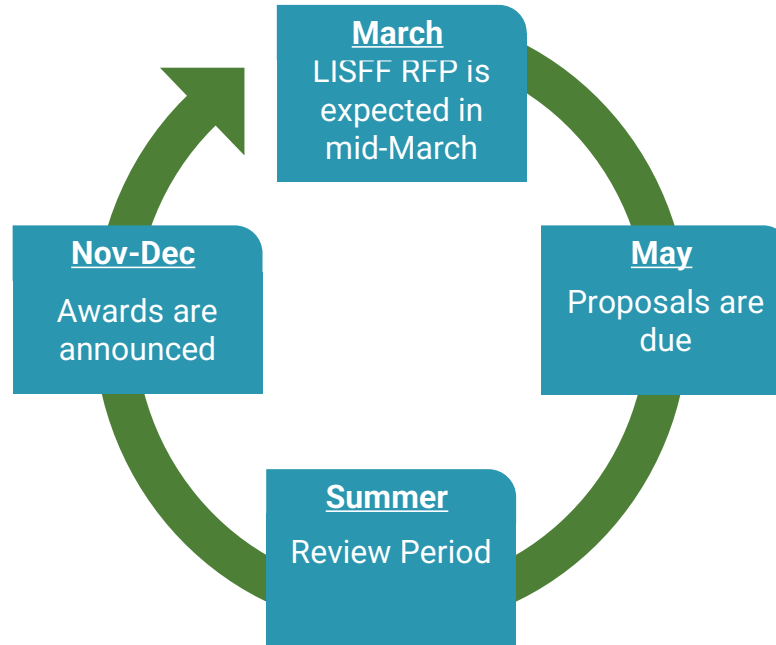 March
LISFF RFP is
expected in
mid-March
May
Proposals are
due
Summer
Review Period
Nov-Dec
Awards are
announced